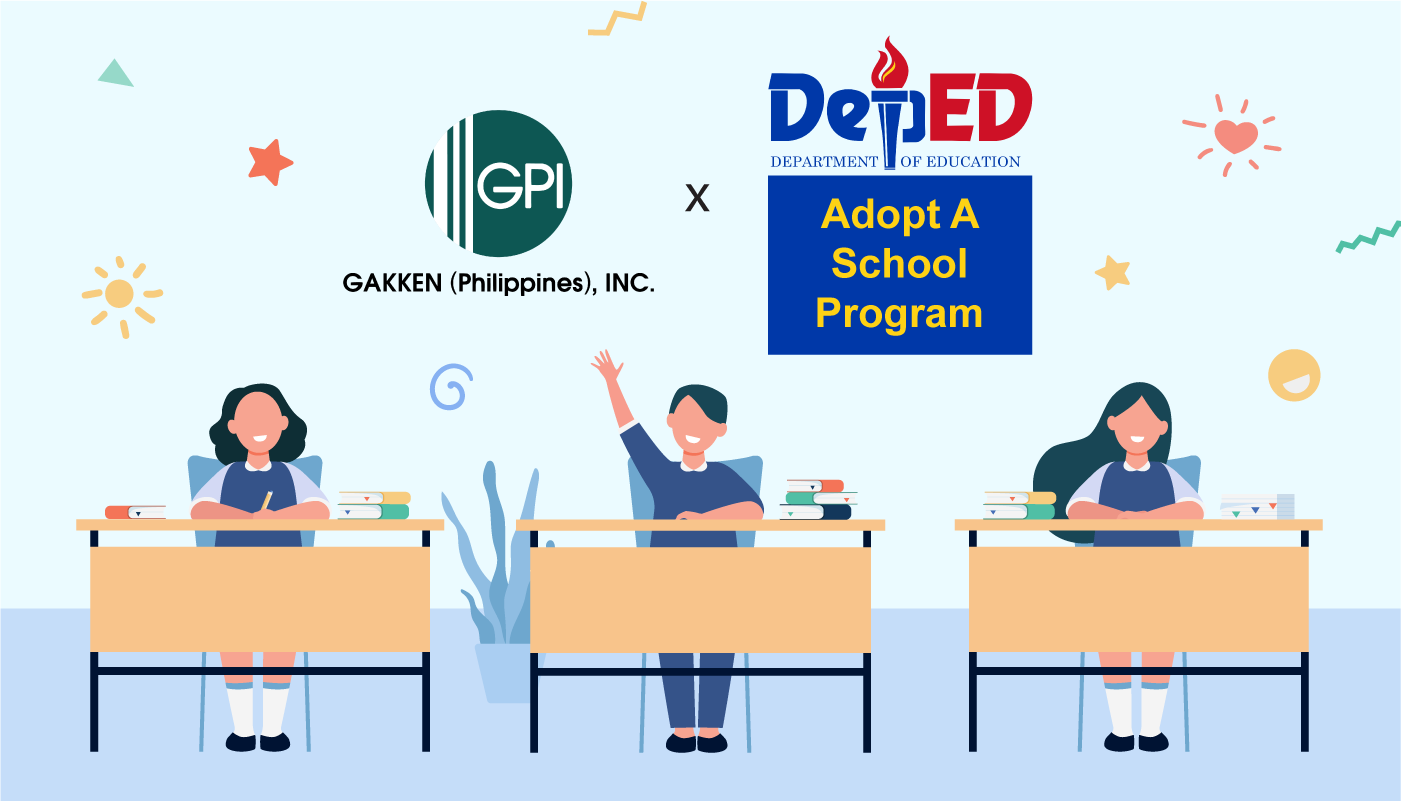 GPI
GAKKEN (Philippines), INC.
x
DepED
DEPARTMENT OF EDUCATION
Adopt A
School
Program